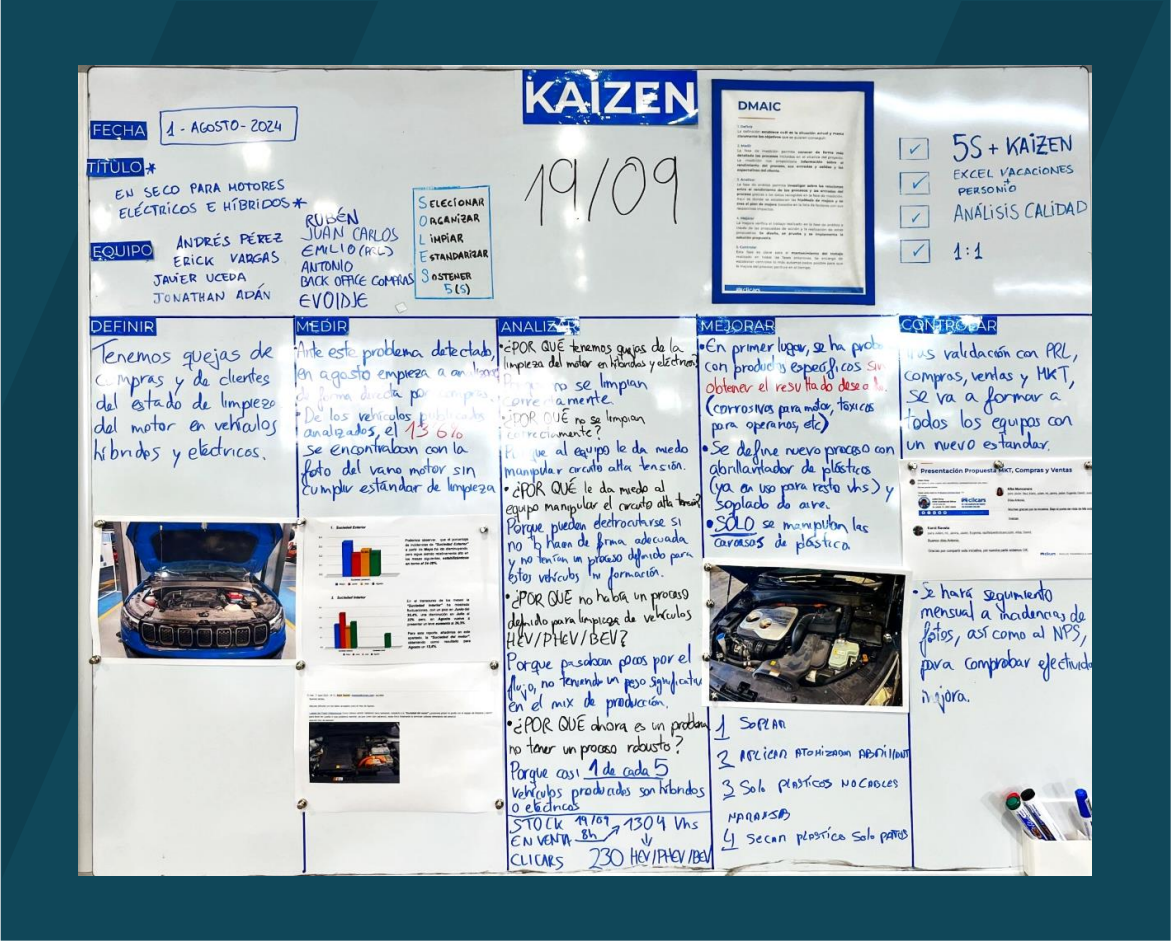 KAIZEN
FECHA
1 - AGOSTO - 2024
TÍTULO *
EN SECO PARA MOTORES
ELÉCTRICOS E HÍBRIDOS *
EQUIPO
ANDRÉS PÉREZ
ERICK VARGAS
JAVIER UCEDA
JONATHAN ADÁN
RUBÉN
JUAN CARLOS
EMILIO (PRL)
ANTONIO
BACK OFFICE COMPRAS
EVOIDJE
SELECIONAR
ORGANIZAR
LIMPIAR
ESTANDARIZAR
SOSTENER
5(S)
19/09
DMAIC
clicars
✓ 5S + KAIZEN
✓ EXCEL VACACIONES
+
PERSONIO
✓ ANÁLISIS CALIDAD
✓ 1:1
DEFINIR
Tenemos quejas de
compras y de clientes
del estado de limpieza
del motor en vehículos
híbridos y eléctricos.
MEDIR
Ante este problema detectado,
en agosto empieza a analizar
de forma directa por compras.
• De los vehículos publicados
analizados, el 13'6%
se encontraban con la
foto del vano motor sin
cumplir estándar de limpieza
1. Suciedad Exterior
2. Suciedad Interior
ANALIZAR
• ¿POR QUÉ tenemos quejas de la
limpieza del motor en híbridos y eléctricos?
no se limpian
correctamente.
¿POR QUÉ no se limpian
correctamente?
Porque al equipo le da miedo
manipular circuito alta tensión.
• ¿POR QUÉ le da miedo al
equipo manipular el circuito alta tensión?
Porque pueden electrocutarse si
no lo hacen de forma adecuada
y no tenían un proceso definido para
estos vehículos ni formación.
• ¿POR QUÉ no había un proceso
definido para limpieza de vehículos
HEV/PHEV/BEV?
Porque pasaban pocos por el
flujo, no teniendo un peso significativo
en el mix de producción.
• ¿POR QUÉ ahora es un problema
no tener un proceso robusto?
Porque casi 1 de cada 5
vehículos producidos son híbridos
o eléctricos
STOCK 19/09 1304 Vhs
EN VENTA 8h
CLICARS 230 HEV/PHEV/BEV
MEJORAR
• En primer lugar, se ha probado
con productos específicos sin
obtener el resultado deseado.
(corrosivos para motor, tóxicos
para operarios, etc)
• Se define nuevo proceso con
abrillantador de plásticos
(ya en uso para resto vhs) y
soplado de aire.
• SÓLO se manipulan las
carcasas de plástico
1 SOPLAR
2 APLICAR ATOMIZADOR ABRILLANT
3 Solo PLASTICOS NO CABLES
NARANJA
4 SECAR PLASTICO SOLO PAÑOS
CONTROLAR
Tras validación con PRL,
compras, ventas y MKT,
se va a formar a
todos los equipos con
un nuevo estándar.
Presentación Propuesta MKT, Compras y Ventas
• Se hará seguimiento
mensual a incidencias de
fotos, así como al NPS,
para comprobar efectividad
mejora.